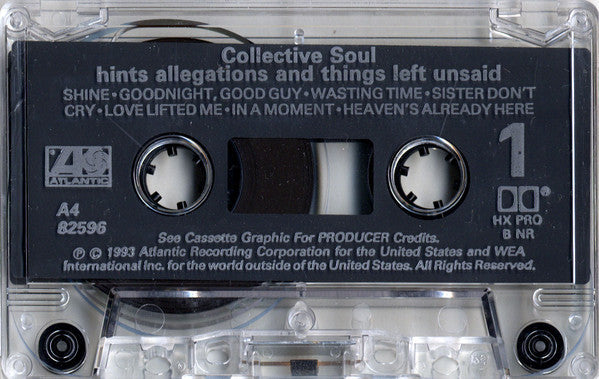 Collective Soul
hints allegations and things left unsaid
SHINE • GOODNIGHT, GOOD GUY • WASTING TIME • SISTER DON'T
CRY • LOVE LIFTED ME • IN A MOMENT • HEAVEN'S ALREADY HERE
1
ATLANTIC
A4
82596
HX PRO
B NR
See Cassette Graphic For PRODUCER Credits.
℗ © 1993 Atlantic Recording Corporation for the United States and WEA
International Inc. for the world outside of the United States. All Rights Reserved.